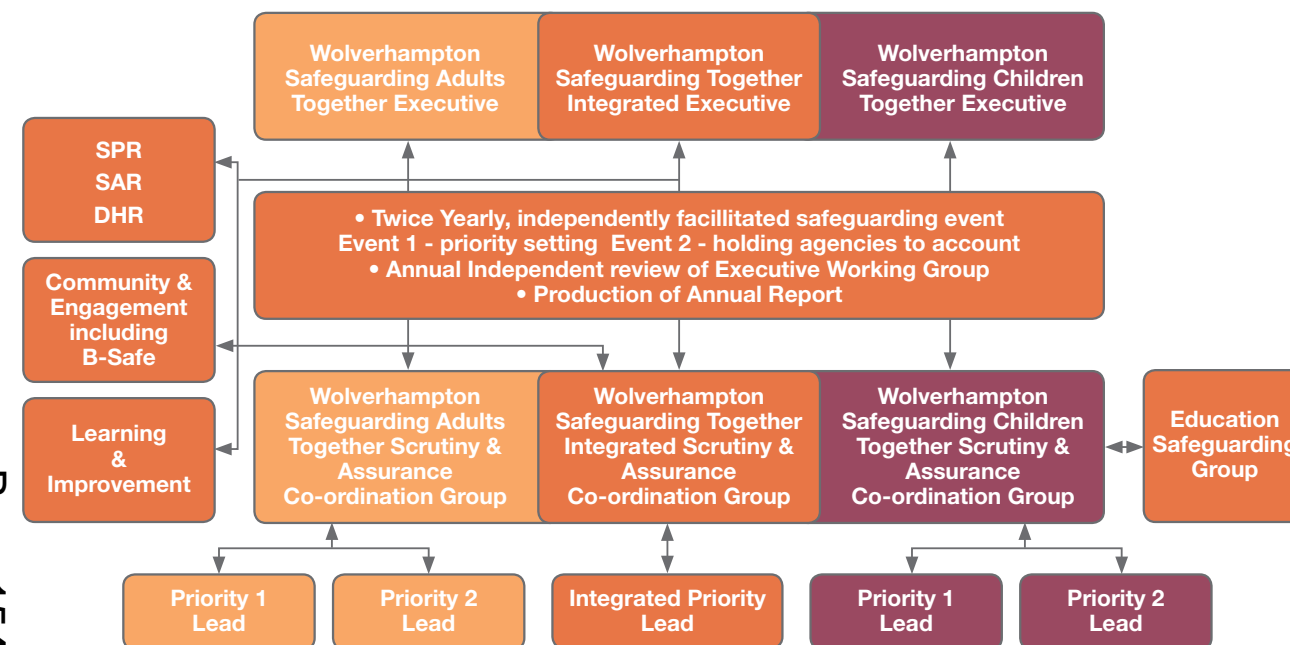 Wolverhampton
Safeguarding Adults
Together Executive
Wolverhampton
Safeguarding Together
Integrated Executive
Wolverhampton
Safeguarding Children
Together Executive
SPR
SAR
DHR
• Twice Yearly, independently facillitated safeguarding event
Event 1 - priority setting Event 2 - holding agencies to account
• Annual Independent review of Executive Working Group
• Production of Annual Report
Community &
Engagement
including
B-Safe
Learning
&
Improvement
Wolverhampton
Safeguarding Adults
Together Scrutiny &
Assurance
Co-ordination Group
Wolverhampton
Safeguarding Together
Integrated Scrutiny &
Assurance
Co-ordination Group
Wolverhampton
Safeguarding Children
Together Scrutiny &
Assurance
Co-ordination Group
Education
Safeguarding
Group
Priority 1
Lead
Priority 2
Lead
Integrated Priority
Lead
Priority 1
Lead
Priority 2
Lead